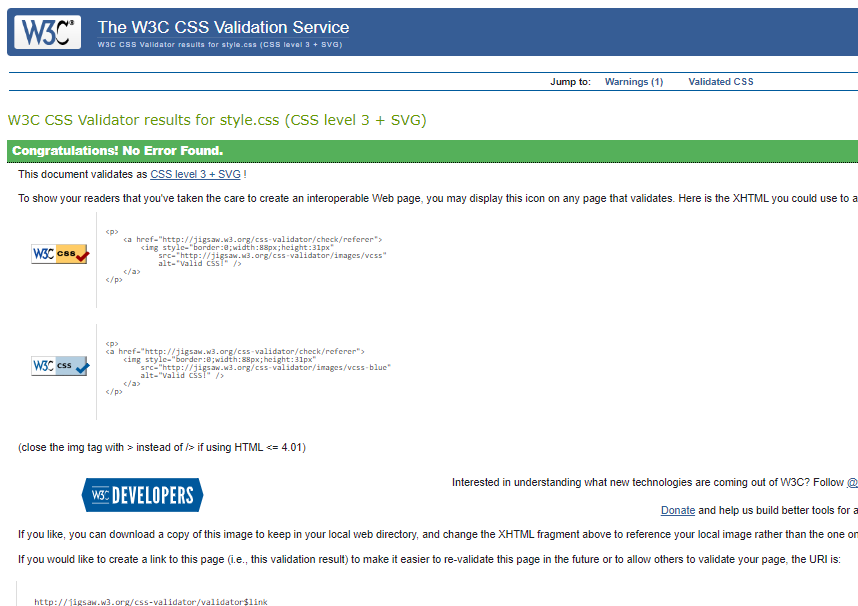 W3C®
The W3C CSS Validation Service
W3C CSS Validator results for style.css (CSS level 3 + SVG)
Jump to: Warnings (1) Validated CSS
W3C CSS Validator results for style.css (CSS level 3 + SVG)
Congratulations! No Error Found.
This document validates as CSS level 3 + SVG !
To show your readers that you've taken the care to create an interoperable Web page, you may display this icon on any page that validates. Here is the XHTML you could use to a
W3C CSS
<p>
<a href="http://jigsaw.w3.org/css-validator/check/referer">
<img style="border:0;width:88px;height:31px"
src="http://jigsaw.w3.org/css-validator/images/vcss"
alt="Valid CSS!" />
</a>
</p>
W3C CSS
<p>
<a href="http://jigsaw.w3.org/css-validator/check/referer">
<img style="border:0;width:88px;height:31px"
src="http://jigsaw.w3.org/css-validator/images/vcss-blue"
alt="Valid CSS!" />
</a>
</p>
(close the img tag with > instead of /> if using HTML <= 4.01)
W3C DEVELOPERS
Interested in understanding what new technologies are coming out of W3C? Follow @
Donate and help us build better tools for a
If you like, you can download a copy of this image to keep in your local web directory, and change the XHTML fragment above to reference your local image rather than the one on
If you would like to create a link to this page (i.e., this validation result) to make it easier to re-validate this page in the future or to allow others to validate your page, the URI is:
http://jigsaw.w3.org/css-validator/validator$link